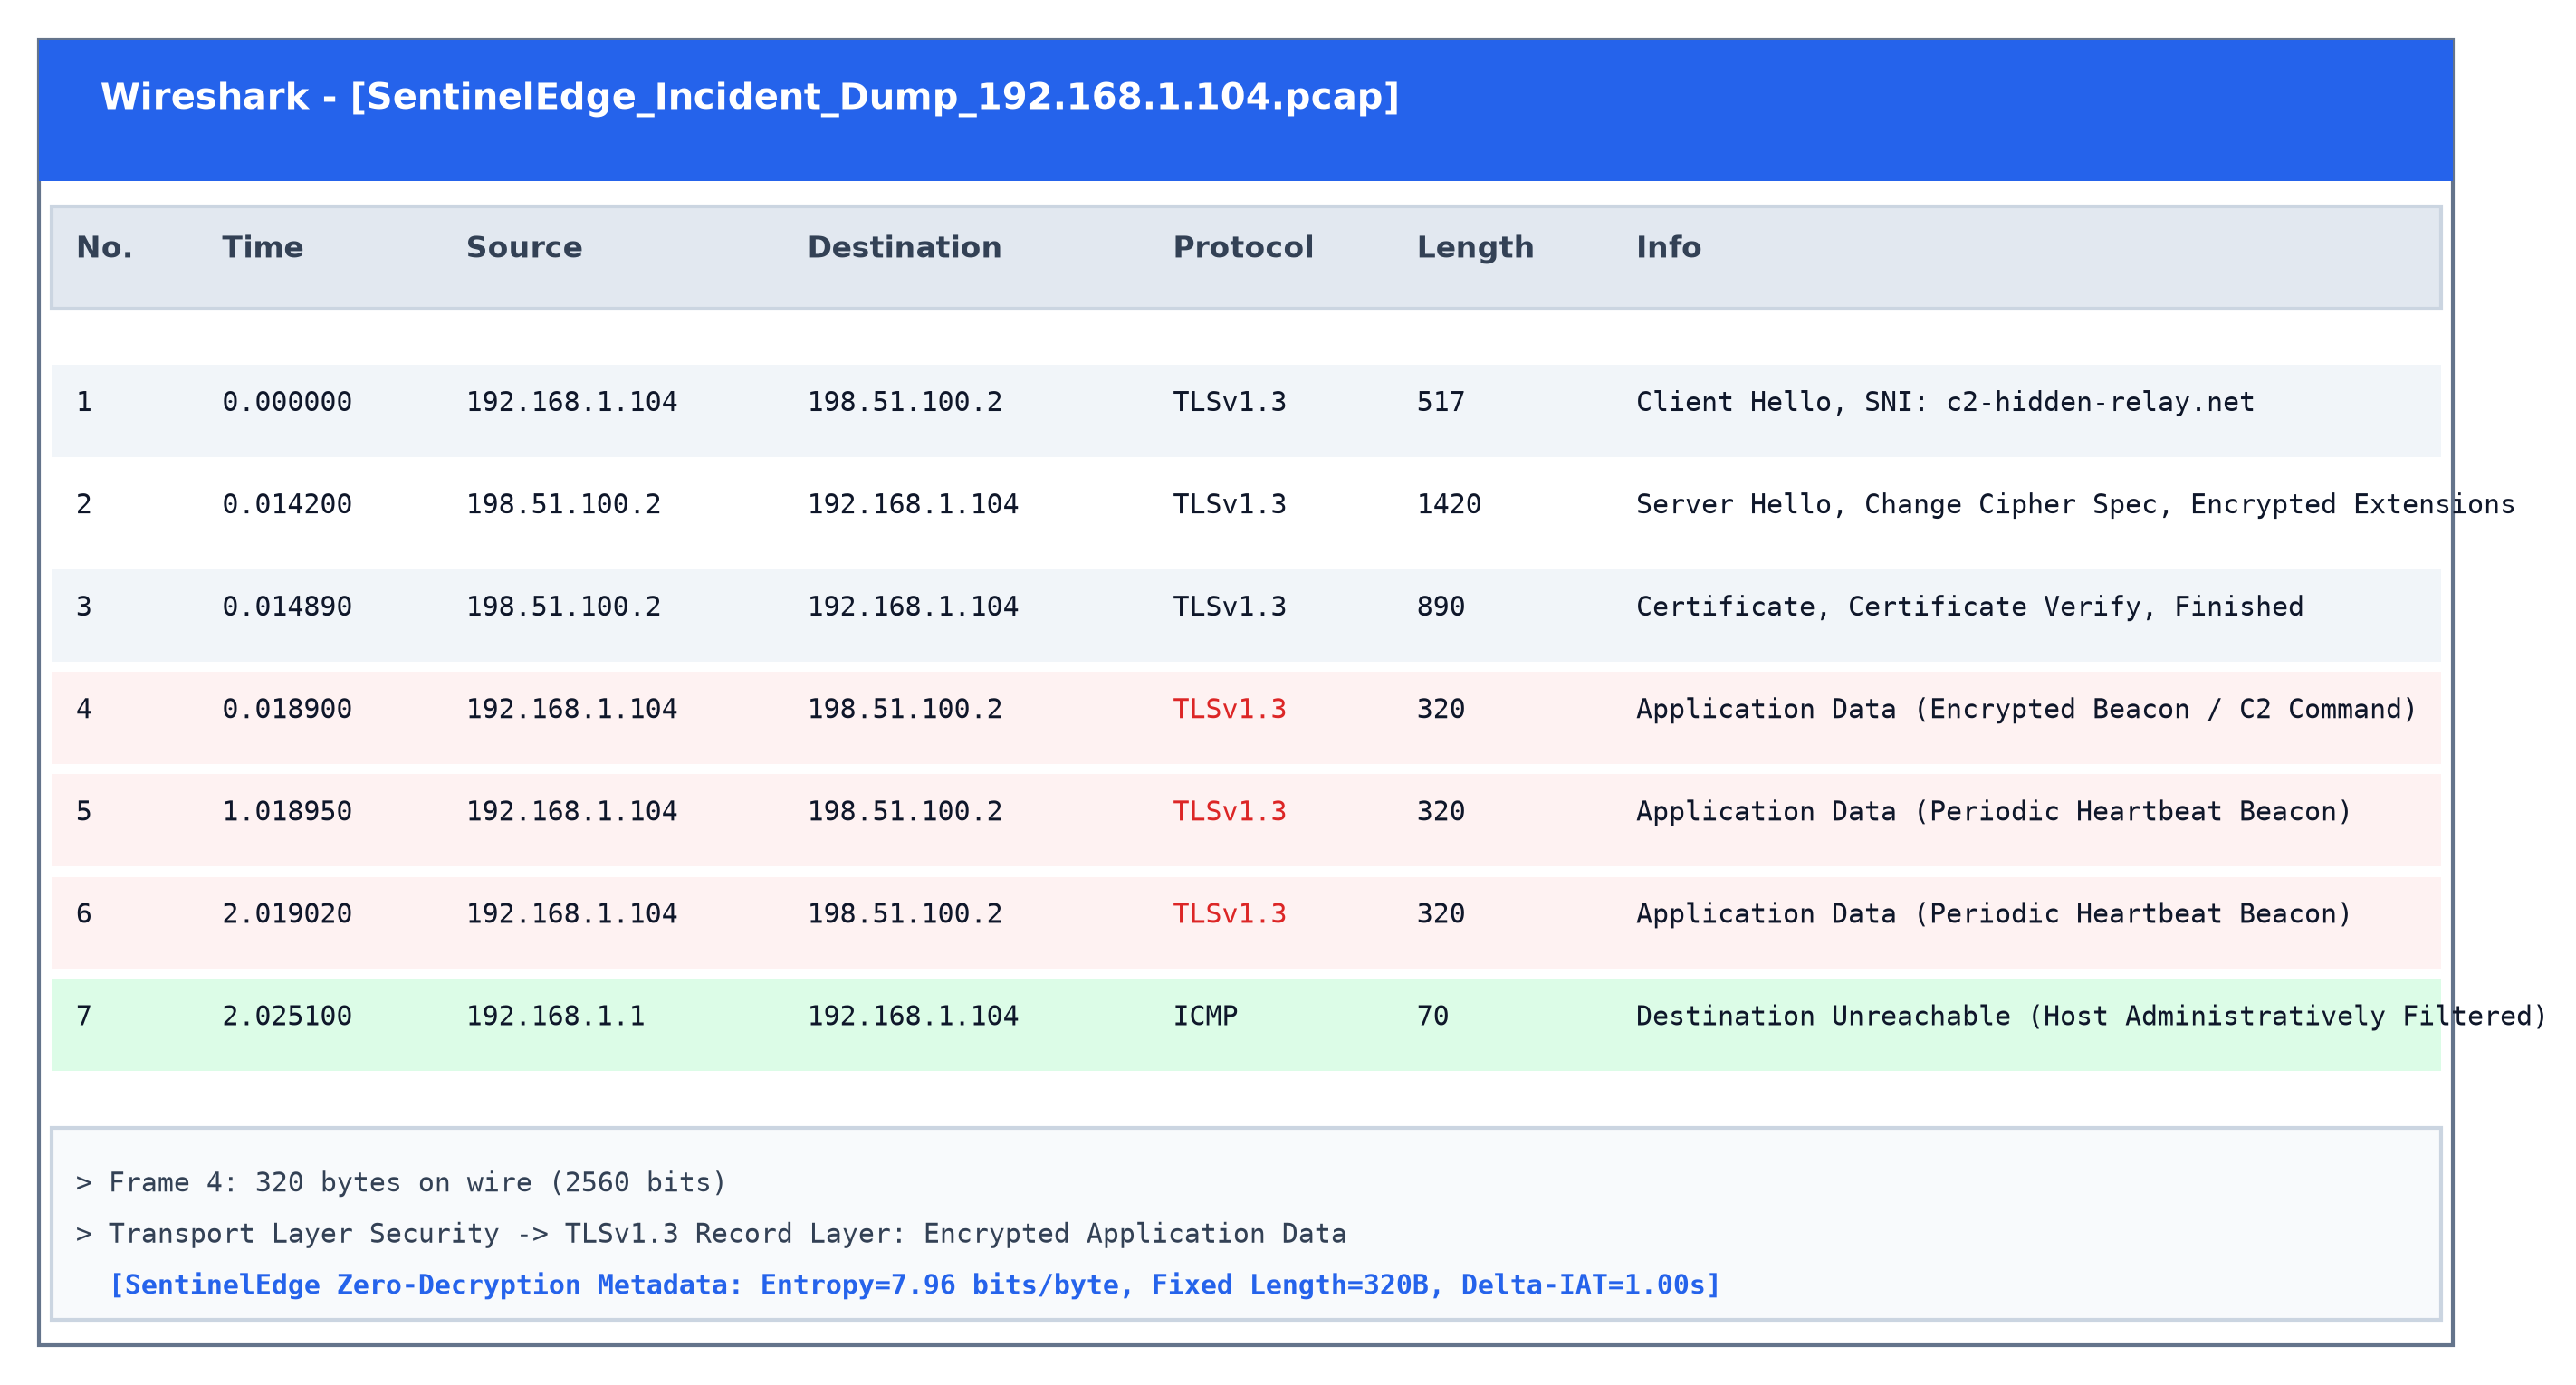 Wireshark - [SentinelEdge_Incident_Dump_192.168.1.104.pcap]
No. Time Source Destination Protocol Length Info
1 0.000000 192.168.1.104 198.51.100.2 TLSv1.3 517 Client Hello, SNI: c2-hidden-relay.net
2 0.014200 198.51.100.2 192.168.1.104 TLSv1.3 1420 Server Hello, Change Cipher Spec, Encrypted Extensions
3 0.014890 198.51.100.2 192.168.1.104 TLSv1.3 890 Certificate, Certificate Verify, Finished
4 0.018900 192.168.1.104 198.51.100.2 TLSv1.3 320 Application Data (Encrypted Beacon / C2 Command)
5 1.018950 192.168.1.104 198.51.100.2 TLSv1.3 320 Application Data (Periodic Heartbeat Beacon)
6 2.019020 192.168.1.104 198.51.100.2 TLSv1.3 320 Application Data (Periodic Heartbeat Beacon)
7 2.025100 192.168.1.1 192.168.1.104 ICMP 70 Destination Unreachable (Host Administratively Filtered)
> Frame 4: 320 bytes on wire (2560 bits)
> Transport Layer Security -> TLSv1.3 Record Layer: Encrypted Application Data
[SentinelEdge Zero-Decryption Metadata: Entropy=7.96 bits/byte, Fixed Length=320B, Delta-IAT=1.00s]